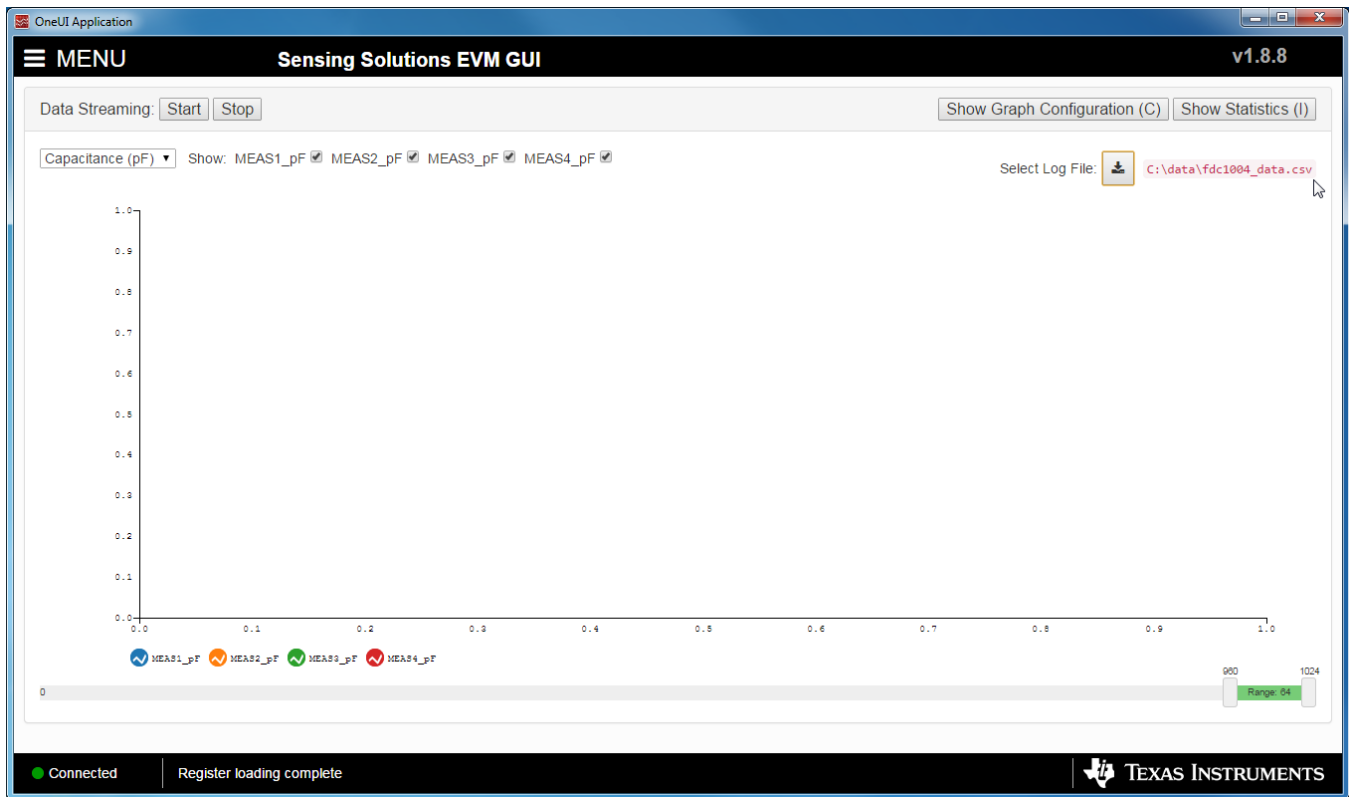 OneUI Application
MENU
Sensing Solutions EVM GUI
v1.8.8
Data Streaming: Start Stop
Show Graph Configuration (C) Show Statistics (I)
Capacitance (pF) Show: MEAS1_pF MEAS2_pF MEAS3_pF MEAS4_pF
Select Log File: C:\data\fdc1004_data.csv
1.0
0.9
0.8
0.7
0.6
0.5
0.4
0.3
0.2
0.1
0.0
0.0 0.1 0.2 0.3 0.4 0.5 0.6 0.7 0.8 0.9 1.0
MEAS1_pF MEAS2_pF MEAS3_pF MEAS4_pF
960 1024
0 Range: 64
Connected Register loading complete TEXAS INSTRUMENTS